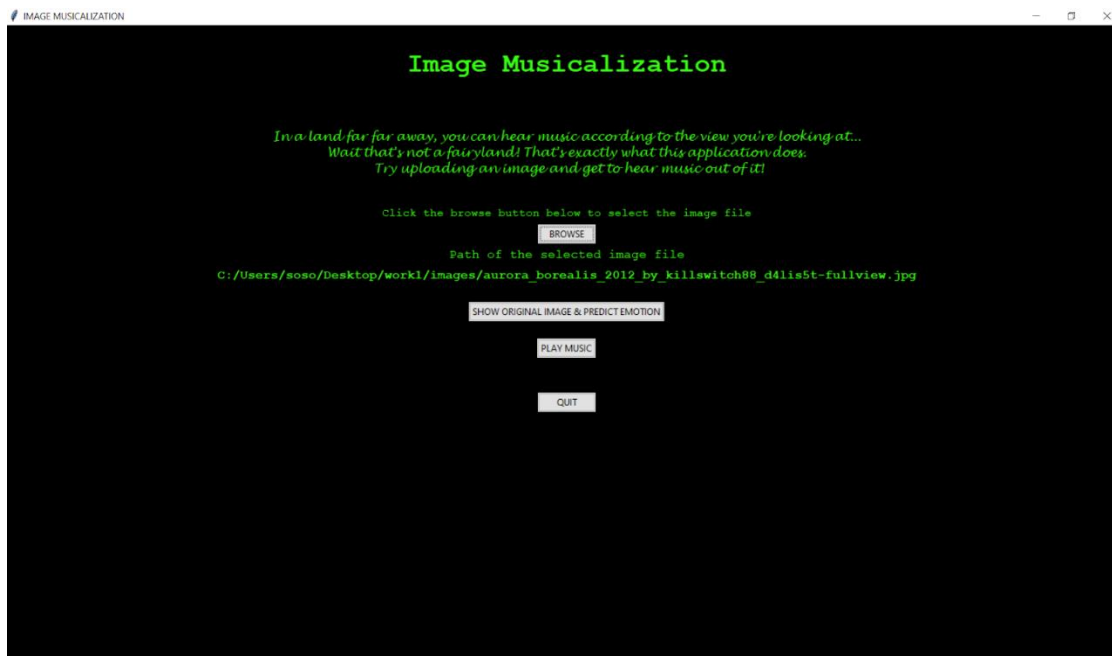 IMAGE MUSICALIZATION
Image Musicalization
In a land far far away, you can hear music according to the view you're looking at...
Wait that's not a fairyland! That's exactly what this application does.
Try uploading an image and get to hear music out of it!
Click the browse button below to select the image file
BROWSE
Path of the selected image file
C:/Users/soso/Desktop/work1/images/aurora_borealis_2012_by_killswitch88_d4lis5t-fullview.jpg
SHOW ORIGINAL IMAGE & PREDICT EMOTION
PLAY MUSIC
QUIT